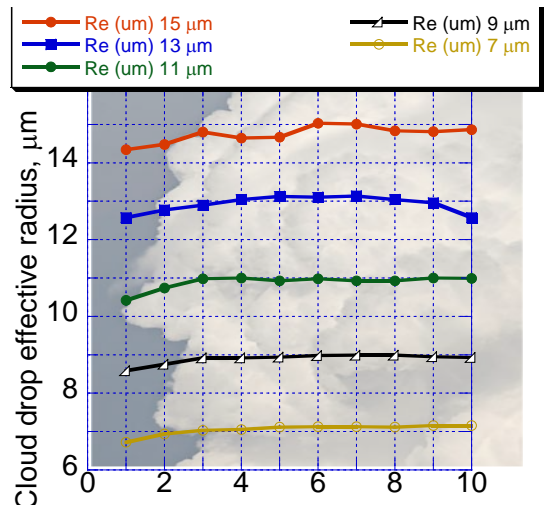 Re (um) 15 μm
Re (um) 13 μm
Re (um) 11 μm
Re (um) 9 μm
Re (um) 7 μm
Cloud drop effective radius, μm
14
12
10
8
6
0 2 4 6 8 10